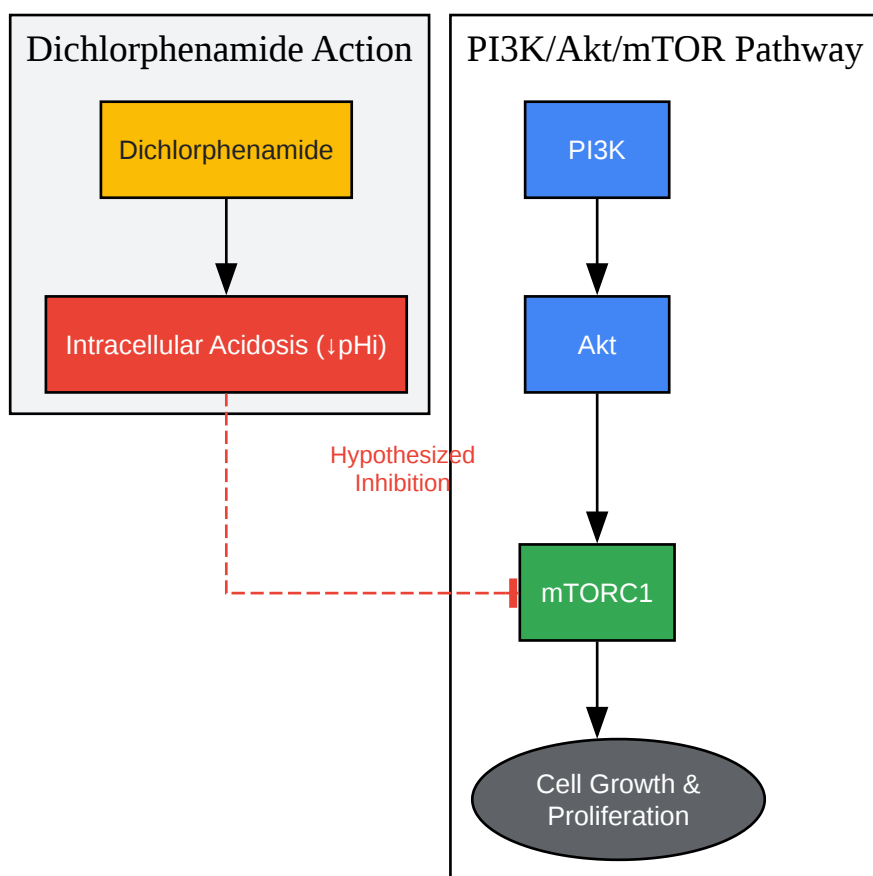 Dichlorphenamide Action
Dichlorphenamide
Intracellular Acidosis (↓pHi)
Hypothesized
Inhibition
PI3K/Akt/mTOR Pathway
PI3K
Akt
mTORC1
Cell Growth &
Proliferation